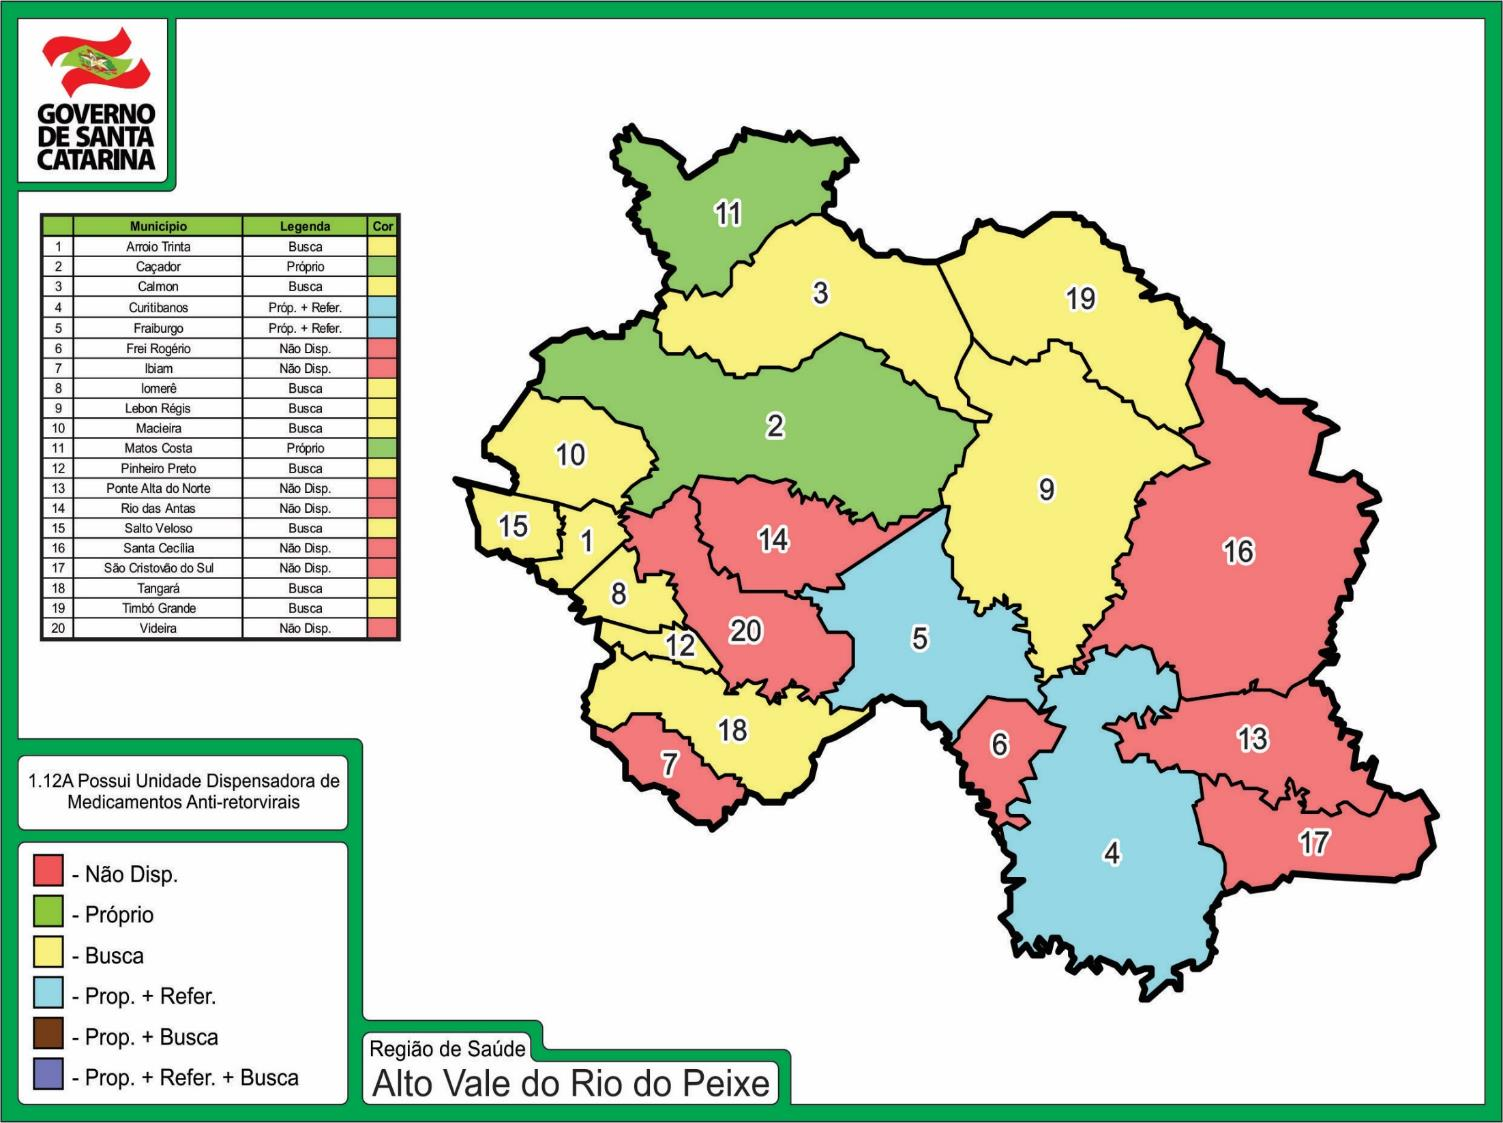 GOVERNO
DE SANTA
CATARINA
Município Legenda Cor
1 Arroio Trinta Busca
2 Caçador Próprio
3 Calmon Busca
4 Curitibanos Próp. + Refer.
5 Fraiburgo Próp. + Refer.
6 Frei Rogério Não Disp.
7 Ibiam Não Disp.
8 Iomerê Busca
9 Lebon Régis Busca
10 Macieira Busca
11 Matos Costa Próprio
12 Pinheiro Preto Busca
13 Ponte Alta do Norte Não Disp.
14 Rio das Antas Não Disp.
15 Salto Veloso Busca
16 Santa Cecília Não Disp.
17 São Cristovão do Sul Não Disp.
18 Tangará Busca
19 Timbó Grande Busca
20 Videira Não Disp.
11
3
19
2
10
9
15
1
14
16
8
20
12
5
18
7
6
13
4
17
1.12A Possui Unidade Dispensadora de
Medicamentos Anti-retorvirais
- Não Disp.
- Próprio
- Busca
- Prop. + Refer.
- Prop. + Busca
- Prop. + Refer. + Busca
Região de Saúde
Alto Vale do Rio do Peixe